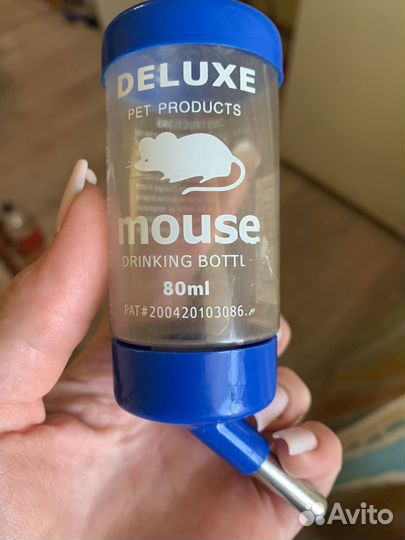 DELUXE
PET PRODUCTS
mouse
DRINKING BOTTL
80ml
PAT#200420103086.
Avito